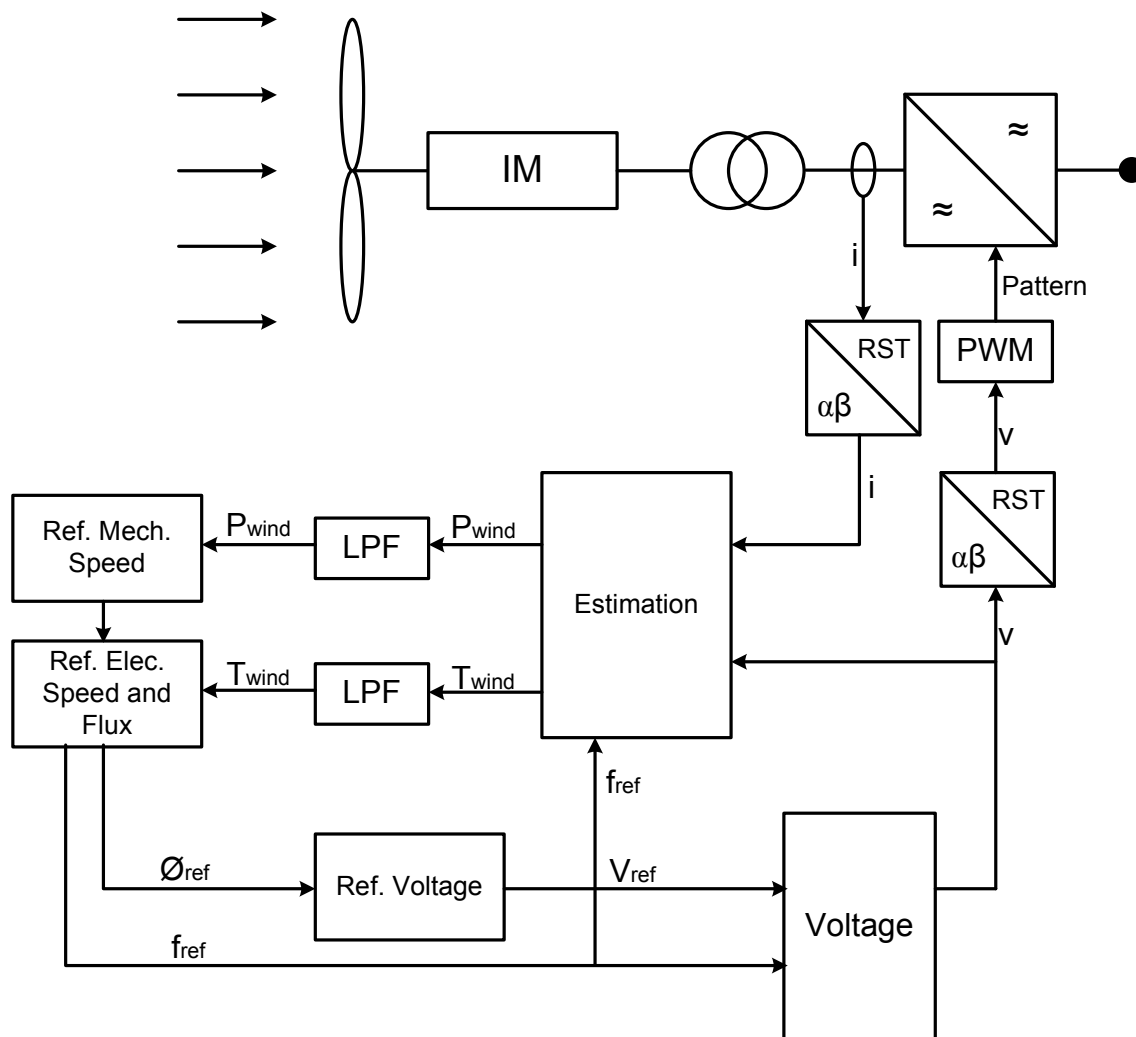 IM
≈
≈
i
Pattern
RST
αβ
PWM
v
i
RST
αβ
Ref. Mech.
Speed
Pwind
LPF
Pwind
Estimation
v
Ref. Elec.
Speed and
Flux
Twind
LPF
Twind
fref
Øref
Ref. Voltage
Vref
Voltage
fref